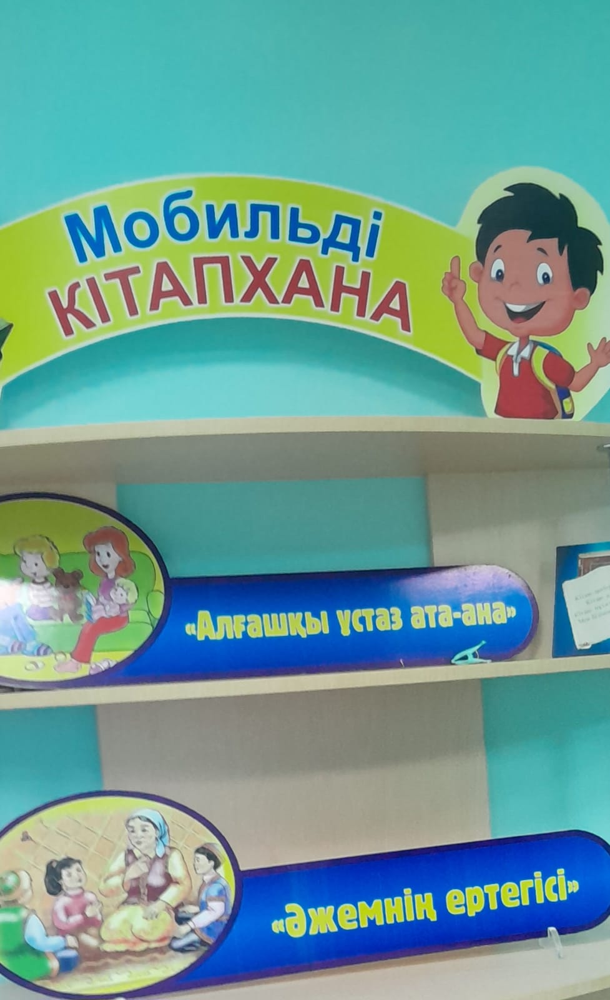 Мобильді
КІТАПХАНА
«Алғашқы ұстаз ата-ана»
«Әжемнің ертегісі»